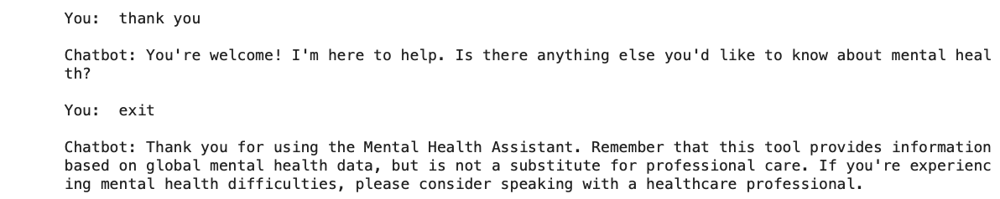 You:  thank you
Chatbot: You're welcome! I'm here to help. Is there anything else you'd like to know about mental heal
th?
You:  exit
Chatbot: Thank you for using the Mental Health Assistant. Remember that this tool provides information
based on global mental health data, but is not a substitute for professional care. If you're experienc
ing mental health difficulties, please consider speaking with a healthcare professional.